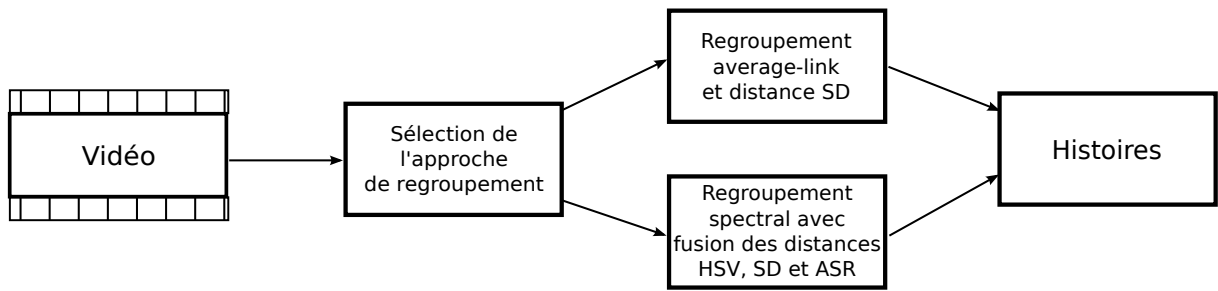 Vidéo
Sélection de
l'approche
de regroupement
Regroupement
average-link
et distance SD
Regroupement
spectral avec
fusion des distances
HSV, SD et ASR
Histoires